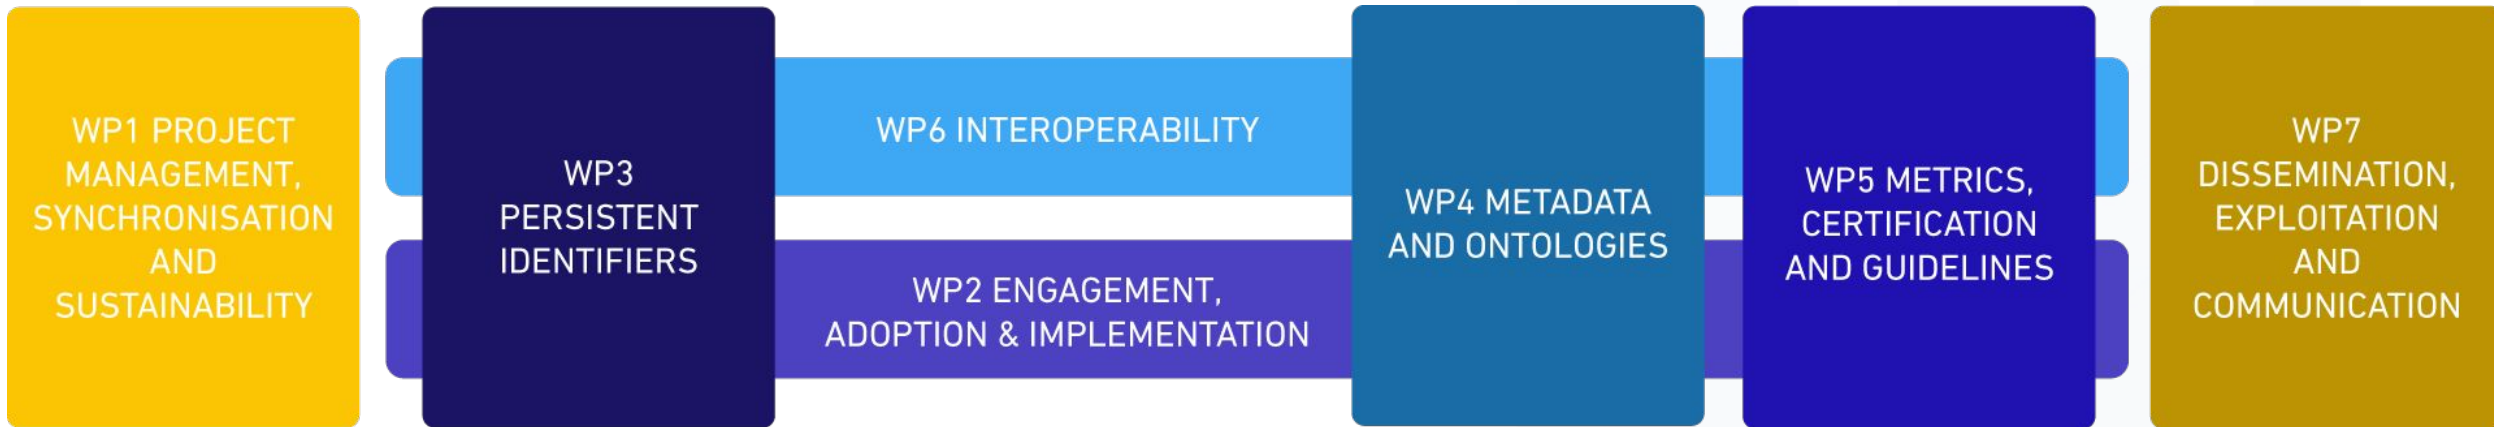 WP1 PROJECT
MANAGEMENT,
SYNCHRONISATION
AND
SUSTAINABILITY
WP3
PERSISTENT
IDENTIFIERS
WP6 INTEROPERABILITY
WP2 ENGAGEMENT,
ADOPTION & IMPLEMENTATION
WP4 METADATA
AND ONTOLOGIES
WP5 METRICS,
CERTIFICATION
AND GUIDELINES
WP7
DISSEMINATION,
EXPLOITATION
AND
COMMUNICATION